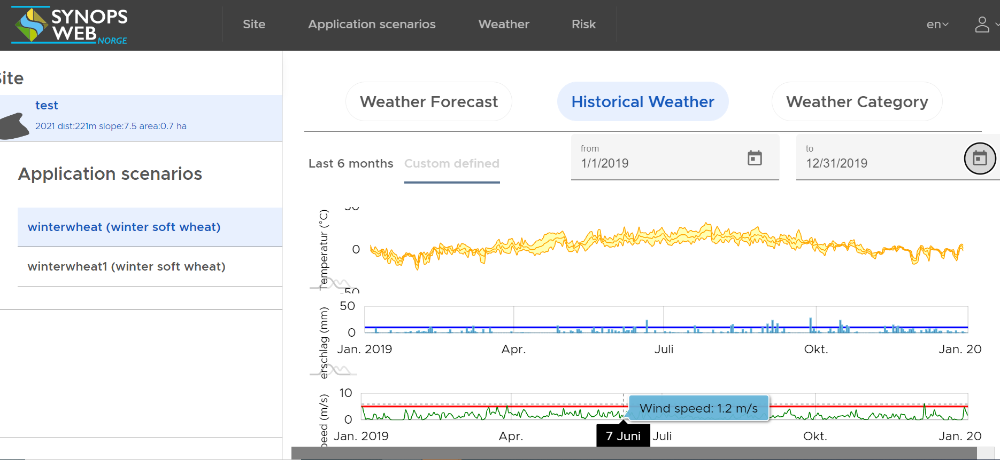 SYNOPS
WEB
NORGE
Site
Application scenarios
Weather
Risk
en
ite
test
2021 dist:221m slope:7.5 area:0.7 ha
Application scenarios
winterwheat (winter soft wheat)
winterwheat1 (winter soft wheat)
Weather Forecast
Historical Weather
Weather Category
Last 6 months
Custom defined
from
1/1/2019
to
12/31/2019
Temperatur (°C)
50
0
-50
erschlag (mm)
50
0
Jan. 2019
Apr.
Juli
Okt.
Jan. 20
peed (m/s)
10
0
Wind speed: 1.2 m/s
Jan. 2019
Apr.
7 Juni
Juli
Okt.
Jan. 20